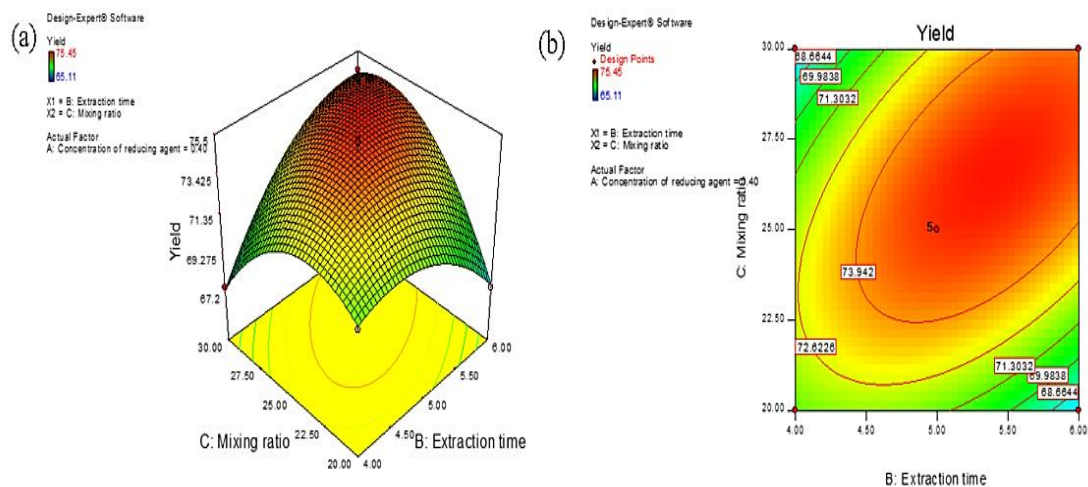 (a)
Design-Expert® Software
Yield
75.45
65.11
X1 = B: Extraction time
X2 = C: Mixing ratio
Actual Factor
A: Concentration of reducing agent = 0.40
75.5
73.425
71.35
69.275
67.2
Yield
30.00
27.50
25.00
22.50
20.00
C: Mixing ratio
6.00
5.50
5.00
4.50
4.00
B: Extraction time
(b)
Design-Expert® Software
Yield
Design Points
75.45
65.11
X1 = B: Extraction time
X2 = C: Mixing ratio
Actual Factor
A: Concentration of reducing agent = 0.40
Yield
30.00
27.50
25.00
22.50
20.00
C: Mixing ratio
68.6644
69.9838
71.3032
5
73.942
72.6226
71.3032
69.9838
68.6644
4.00 4.50 5.00 5.50 6.00
B: Extraction time